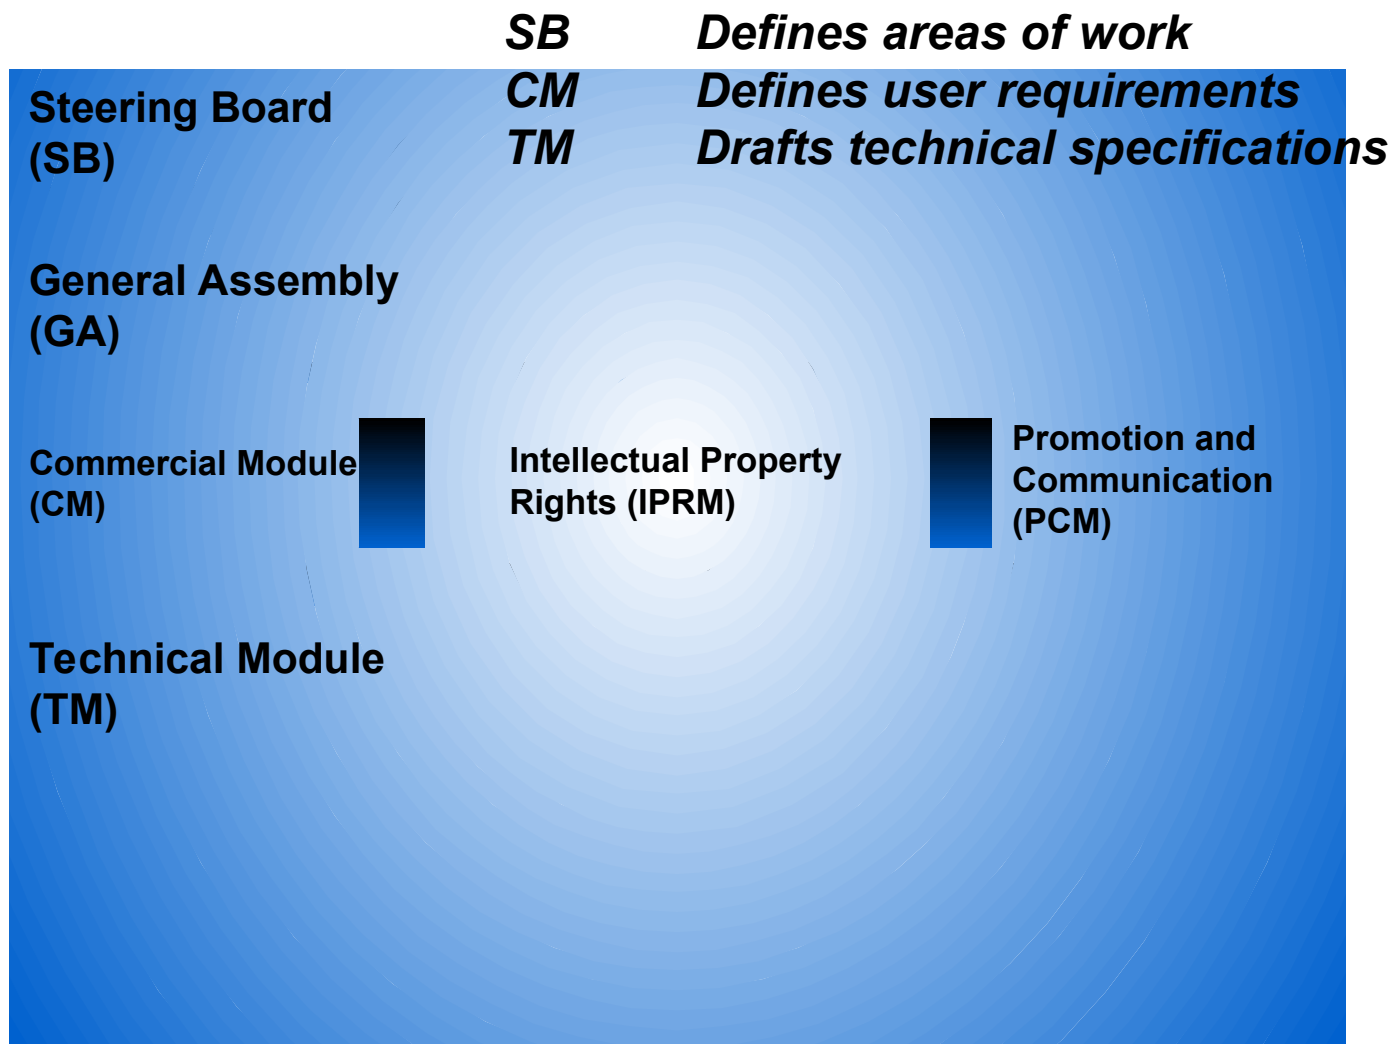 SB Defines areas of work
CM Defines user requirements
TM Drafts technical specifications
Steering Board
(SB)
General Assembly
(GA)
Commercial Module
(CM)
Intellectual Property
Rights (IPRM)
Promotion and
Communication
(PCM)
Technical Module
(TM)